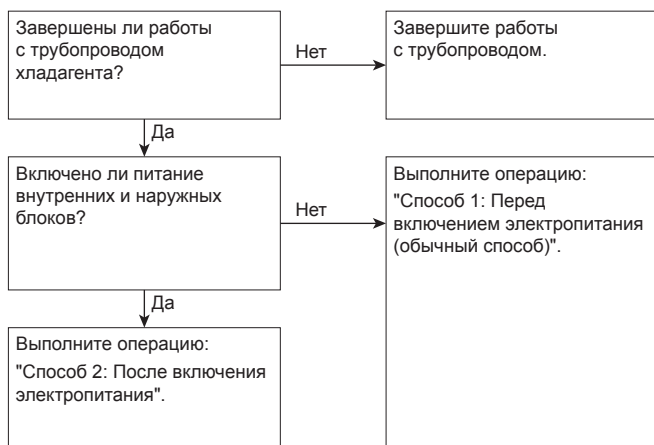 Завершены ли работы
с трубопроводом
хладагента?
Нет
Завершите работы
с трубопроводом.
Да
Включено ли питание
внутренних и наружных
блоков?
Нет
Выполните операцию:
"Способ 1: Перед
включением электропитания
(обычный способ)".
Да
Выполните операцию:
"Способ 2: После включения
электропитания".